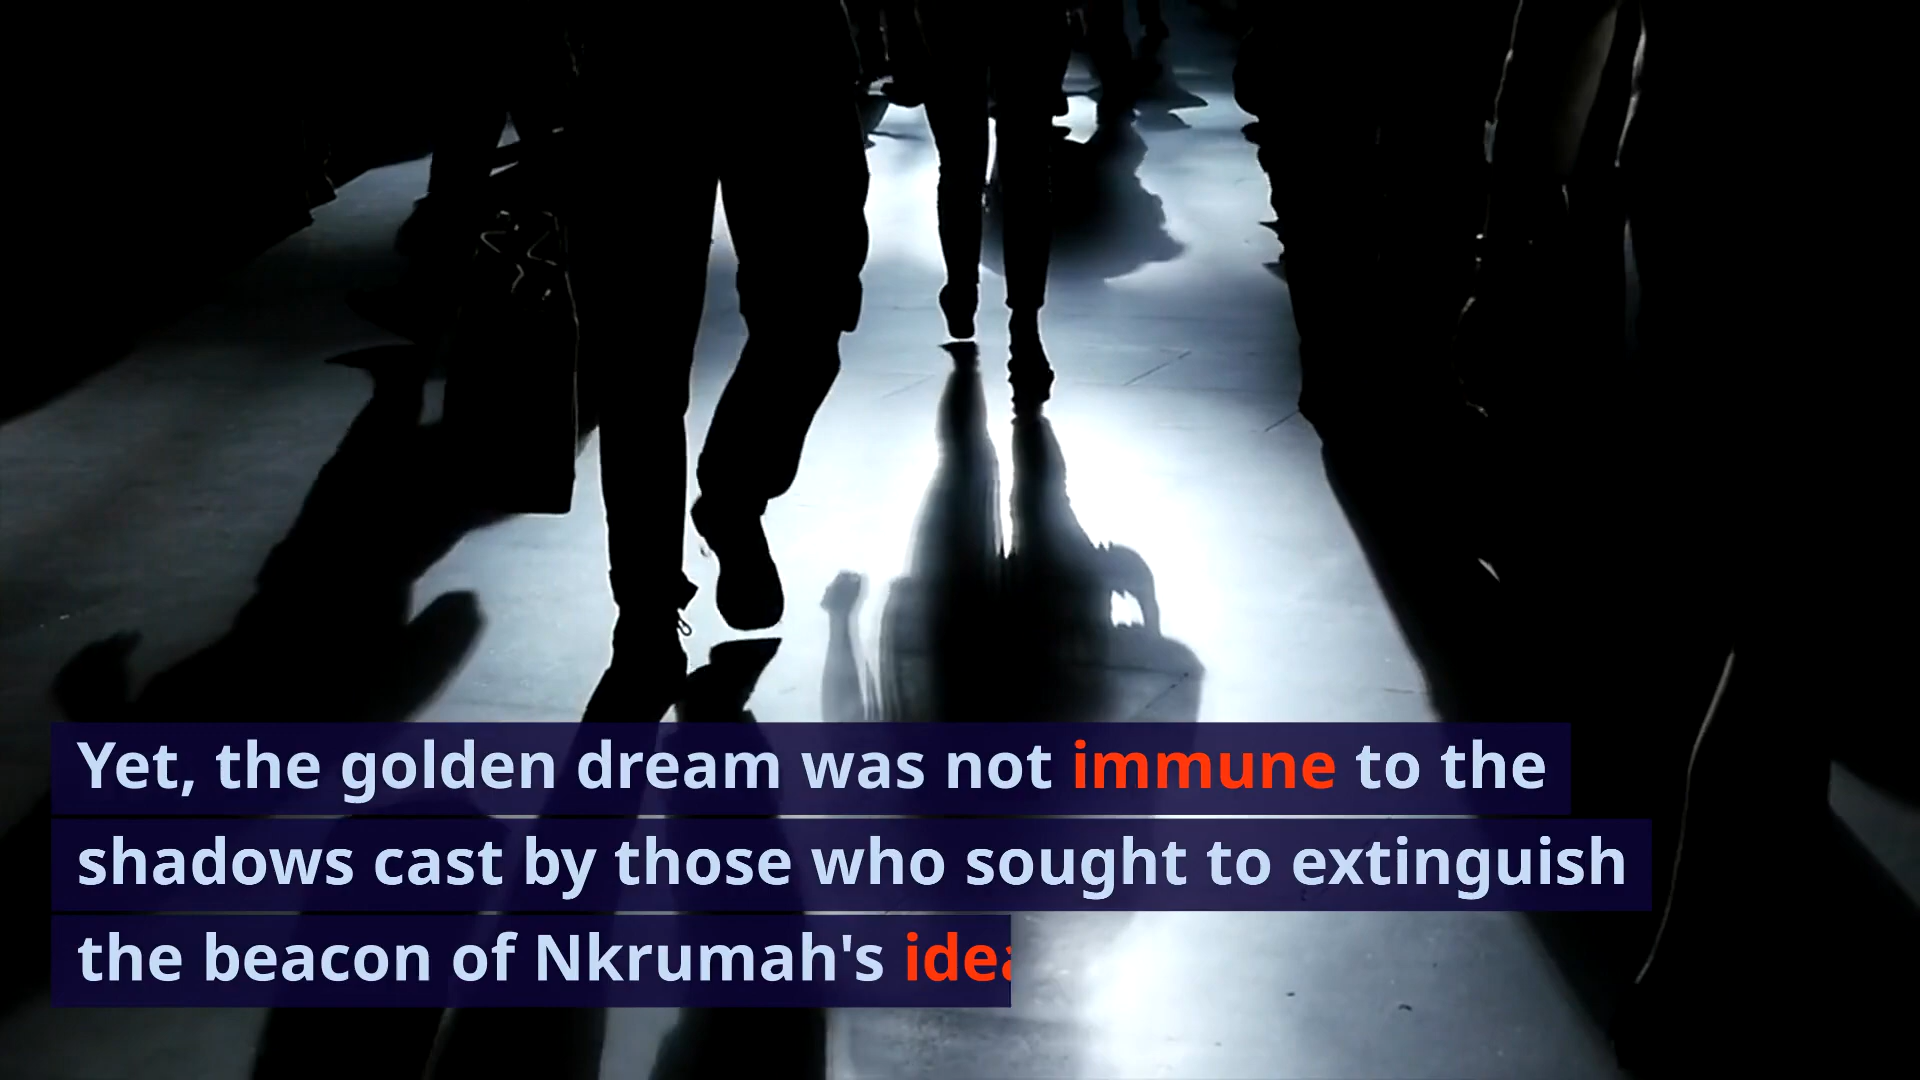 Yet, the golden dream was not immune to the
shadows cast by those who sought to extinguish
the beacon of Nkrumah's